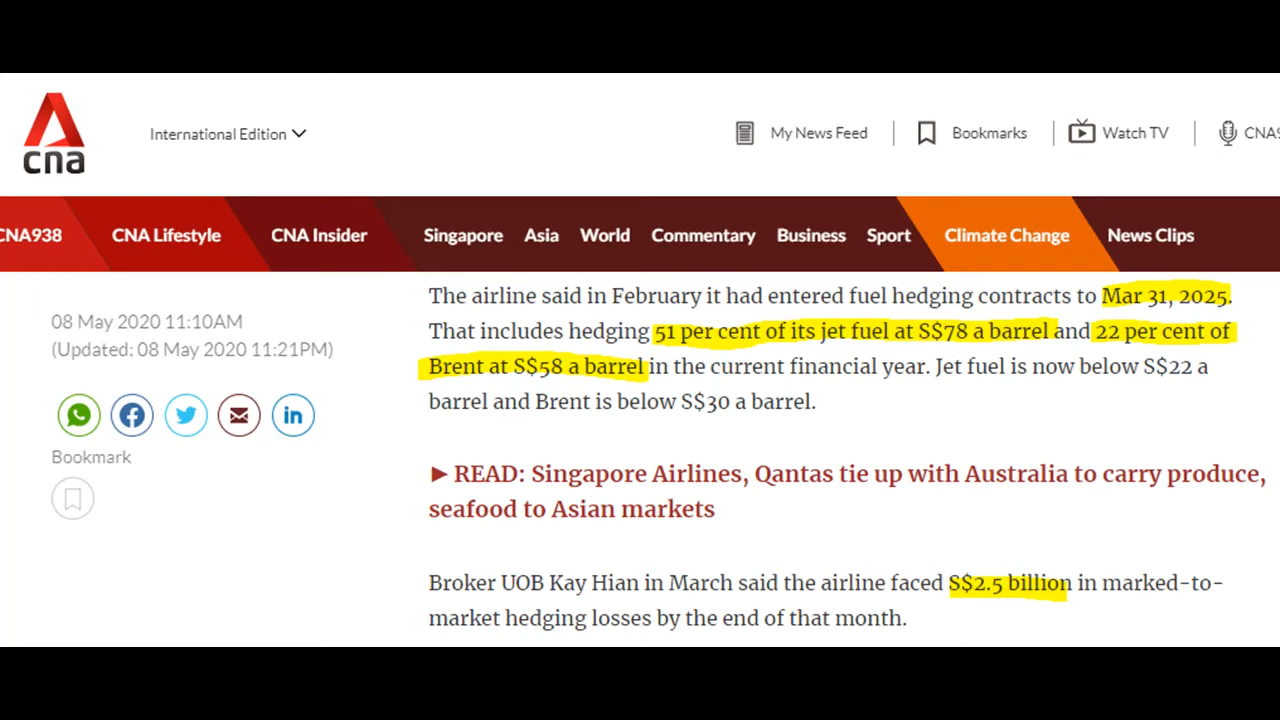 cna
International Edition
My News Feed
Bookmarks
Watch TV
CNA938
CNA Lifestyle
CNA Insider
Singapore
Asia
World
Commentary
Business
Sport
Climate Change
News Clips
08 May 2020 11:10AM
(Updated: 08 May 2020 11:21PM)
in
Bookmark
The airline said in February it had entered fuel hedging contracts to Mar 31, 2025.
That includes hedging 51 per cent of its jet fuel at S$78 a barrel and 22 per cent of
Brent at S$58 a barrel in the current financial year. Jet fuel is now below S$22 a
barrel and Brent is below S$30 a barrel.
►READ: Singapore Airlines, Qantas tie up with Australia to carry produce,
seafood to Asian markets
Broker UOB Kay Hian in March said the airline faced S$2.5 billion in marked-to-
market hedging losses by the end of that month.